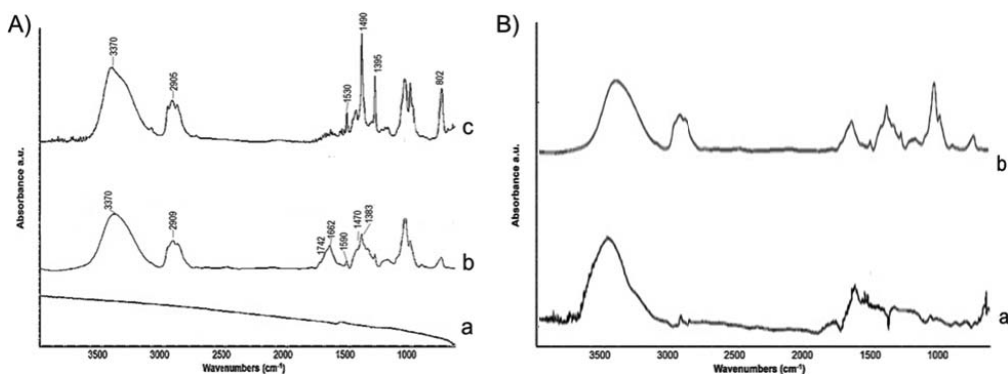 A)
Absorbance a.u.
3370
2905
1530
1490
1395
802
c
3370
2909
1742
1662
1590
1470
1383
b
a
3500 3000 2500 2000 1500 1000
Wavenumbers (cm⁻¹)
B)
Absorbance a.u.
b
a
3500 3000 2500 2000 1500 1000
Wavenumbers (cm⁻¹)